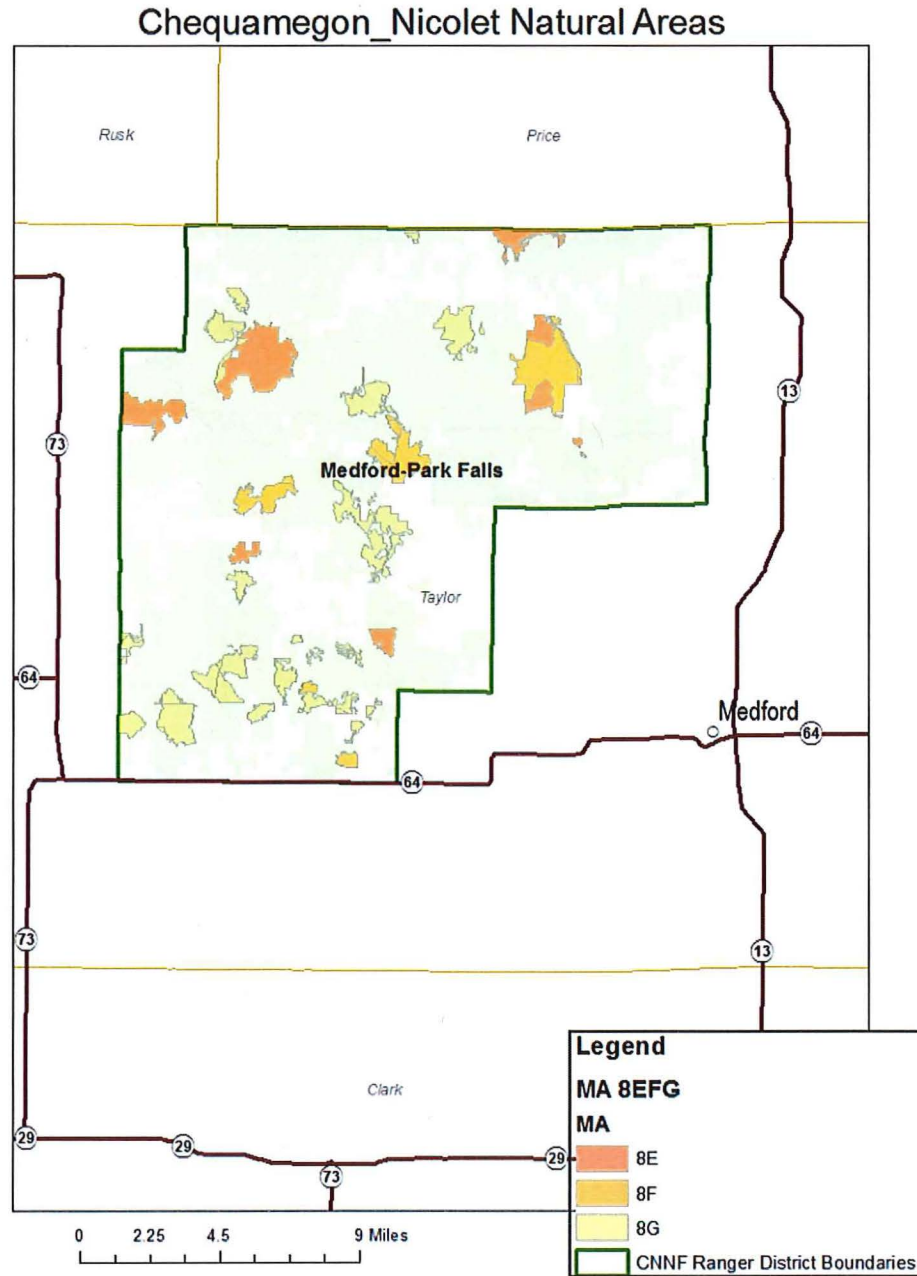 Chequamegon_Nicolet Natural Areas
Rusk
Price
13
73
Medford-Park Falls
Taylor
64
Medford
64
64
73
13
Clark
29
29
73
29
Legend
MA 8EFG
MA
8E
8F
8G
CNNF Ranger District Boundaries
0 2.25 4.5 9 Miles